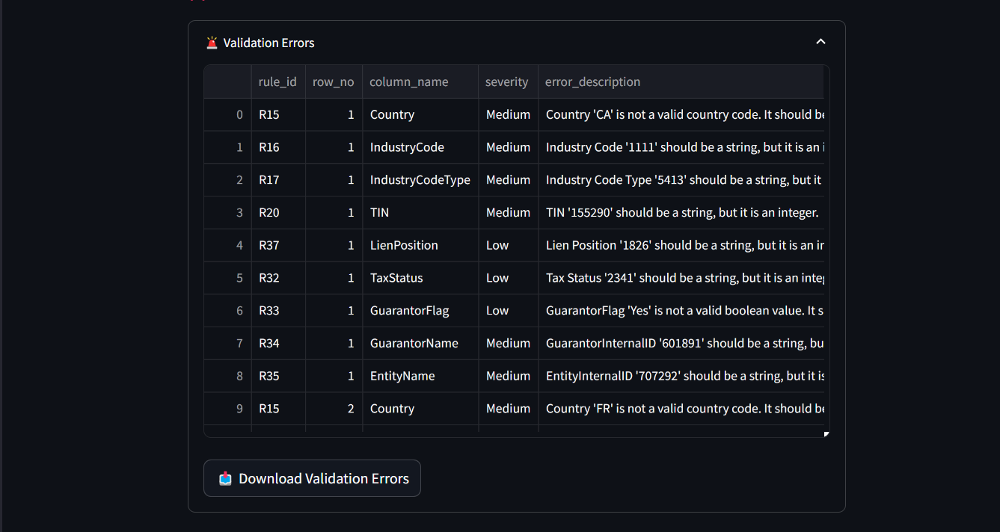 Validation Errors
rule_id row_no column_name severity error_description
0 R15 1 Country Medium Country 'CA' is not a valid country code. It should be
1 R16 1 IndustryCode Medium Industry Code '1111' should be a string, but it is an i
2 R17 1 IndustryCodeType Medium Industry Code Type '5413' should be a string, but it
3 R20 1 TIN Medium TIN '155290' should be a string, but it is an integer.
4 R37 1 LienPosition Low Lien Position '1826' should be a string, but it is an in
5 R32 1 TaxStatus Low Tax Status '2341' should be a string, but it is an integ
6 R33 1 GuarantorFlag Low GuarantorFlag 'Yes' is not a valid boolean value. It s
7 R34 1 GuarantorName Medium GuarantorInternalID '601891' should be a string, bu
8 R35 1 EntityName Medium EntityInternalID '707292' should be a string, but it is
9 R15 2 Country Medium Country 'FR' is not a valid country code. It should be
Download Validation Errors